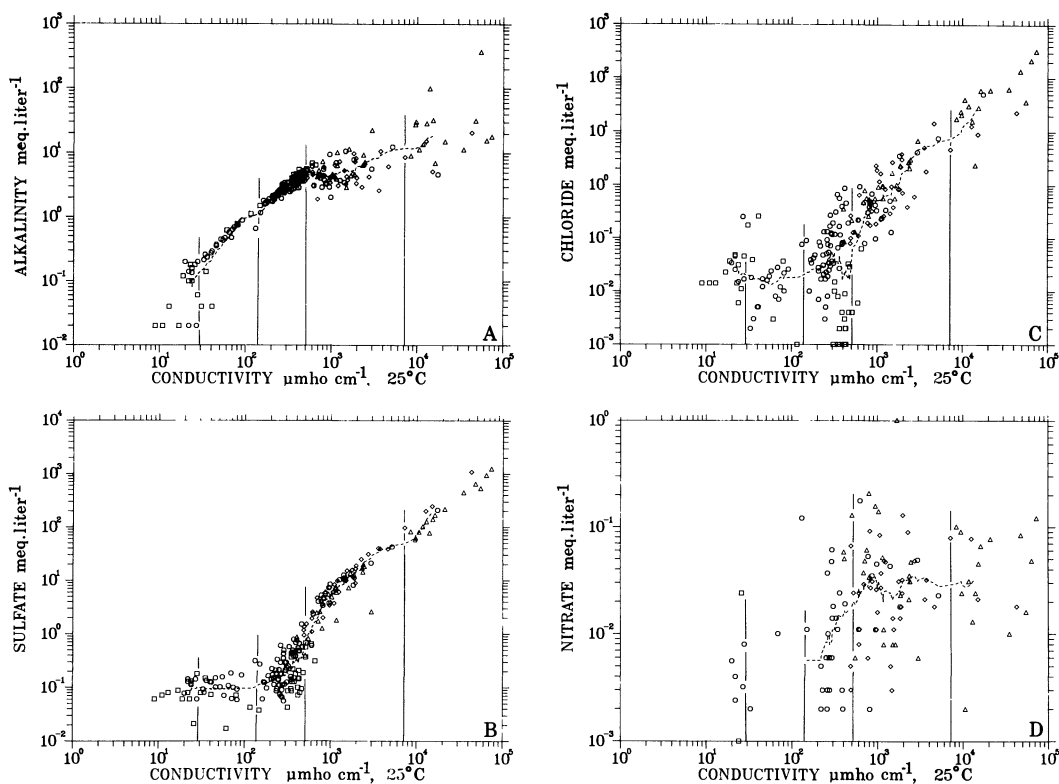 10³
10²
10¹
10⁰
10⁻¹
10⁻²
ALKALINITY meq.liter⁻¹
A
10⁰ 10¹ 10² 10³ 10⁴ 10⁵
CONDUCTIVITY µmho cm⁻¹, 25°C
10³
10²
10¹
10⁰
10⁻¹
10⁻²
10⁻³
CHLORIDE meq.liter⁻¹
C
10⁰ 10¹ 10² 10³ 10⁴ 10⁵
CONDUCTIVITY µmho cm⁻¹, 25°C
10⁴
10³
10²
10¹
10⁰
10⁻¹
10⁻²
SULFATE meq.liter⁻¹
B
10⁰ 10¹ 10² 10³ 10⁴ 10⁵
CONDUCTIVITY µmho cm⁻¹, 25°C
10⁰
10⁻¹
10⁻²
10⁻³
NITRATE meq.liter⁻¹
D
10⁰ 10¹ 10² 10³ 10⁴ 10⁵
CONDUCTIVITY µmho cm⁻¹, 25°C